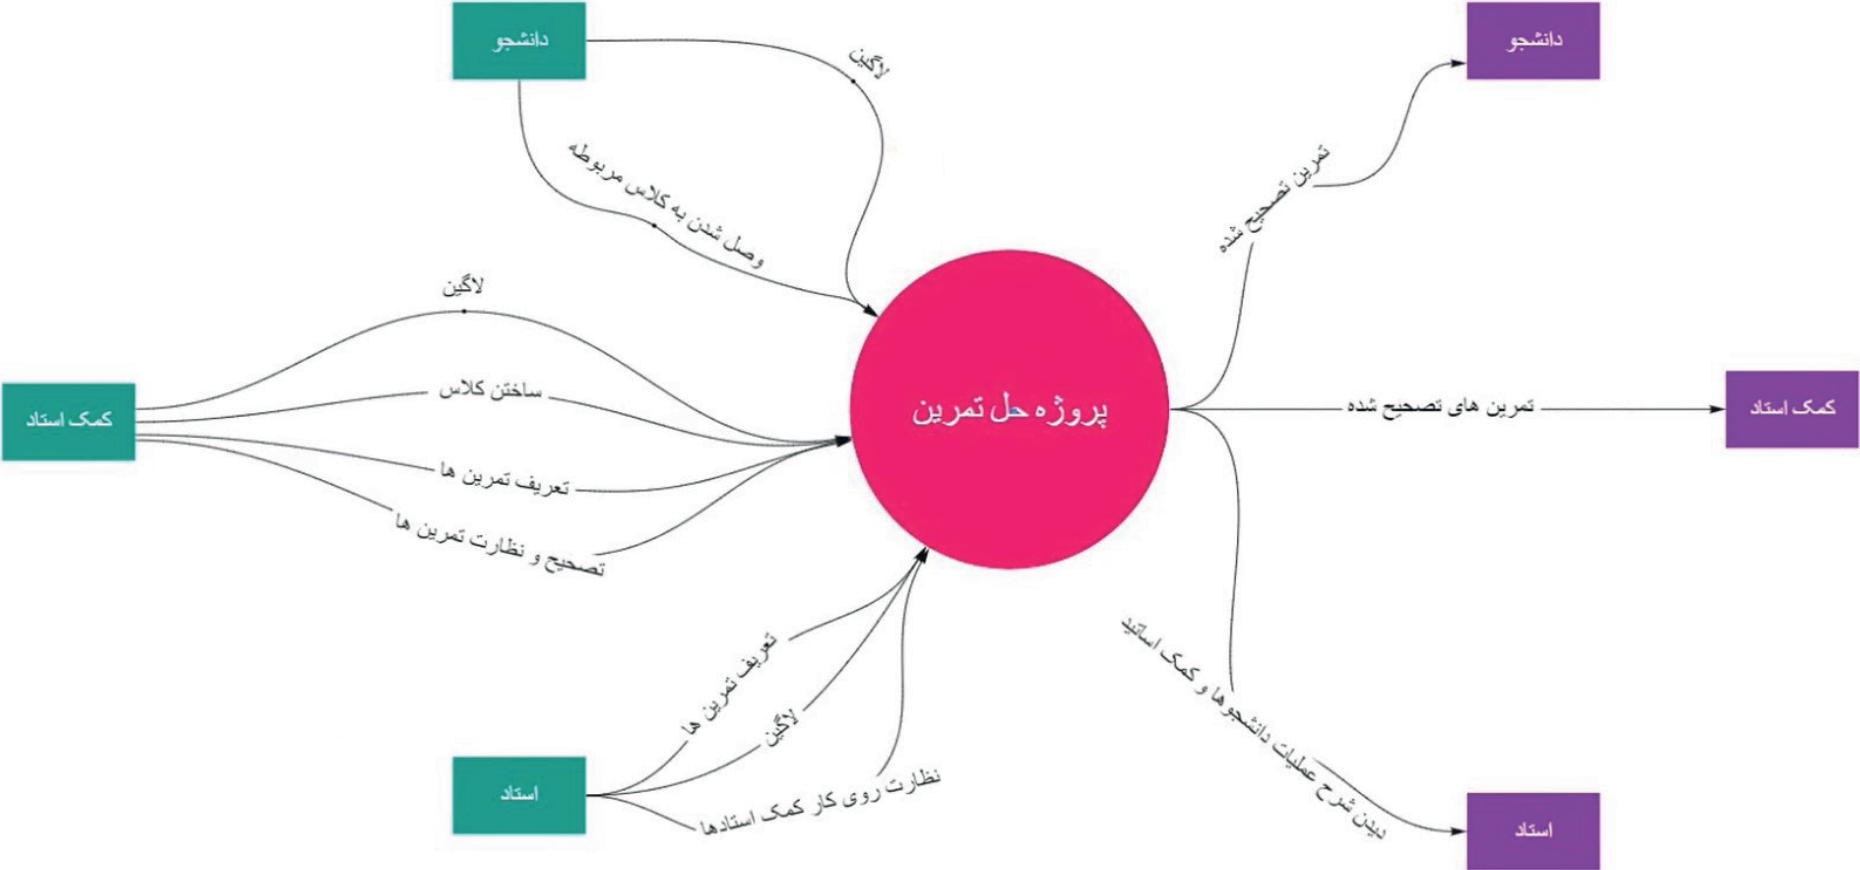 دانشجو
دانشجو
لاگین
وصل شدن به کلاس مربوطه
تمرین تصحیح شده
لاگین
ساختن کلاس
کمک استاد
تعریف تمرین ها
تصحیح و نظارت تمرین ها
پروژه حل تمرین
تمرین های تصحیح شده
کمک استاد
تعریف تمرین ها
لاگین
نظارت روی کار کمک استادها
استاد
دیدن شرح عملیات دانشجوها و کمک اساتید
استاد